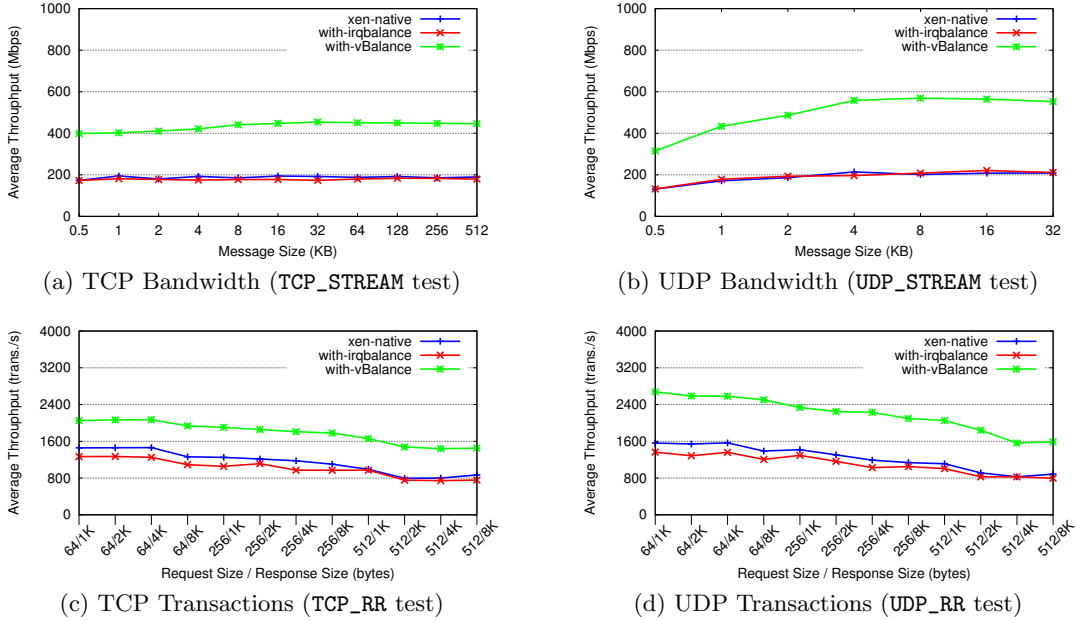 1000
800
600
400
200
0
Average Throughput (Mbps)
xen-native
with-irqbalance
with-vBalance
0.5 1 2 4 8 16 32 64 128 256 512
Message Size (KB)
(a) TCP Bandwidth (TCP_STREAM test)
1000
800
600
400
200
0
Average Throughput (Mbps)
xen-native
with-irqbalance
with-vBalance
0.5 1 2 4 8 16 32
Message Size (KB)
(b) UDP Bandwidth (UDP_STREAM test)
4000
3200
2400
1600
800
0
Average Throughput (trans./s)
xen-native
with-irqbalance
with-vBalance
64/1K 64/2K 64/4K 64/8K 256/1K 256/2K 256/4K 256/8K 512/1K 512/2K 512/4K 512/8K
Request Size / Response Size (bytes)
(c) TCP Transactions (TCP_RR test)
4000
3200
2400
1600
800
0
Average Throughput (trans./s)
xen-native
with-irqbalance
with-vBalance
64/1K 64/2K 64/4K 64/8K 256/1K 256/2K 256/4K 256/8K 512/1K 512/2K 512/4K 512/8K
Request Size / Response Size (bytes)
(d) UDP Transactions (UDP_RR test)